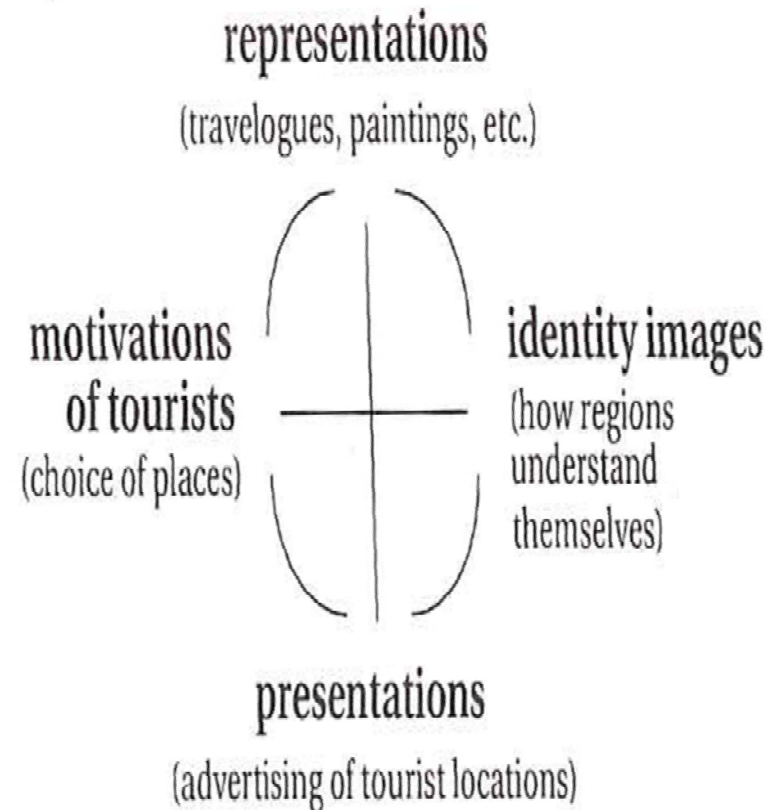 representations
(travelogues, paintings, etc.)
motivations
of tourists
(choice of places)
identity images
(how regions
understand
themselves)
presentations
(advertising of tourist locations)